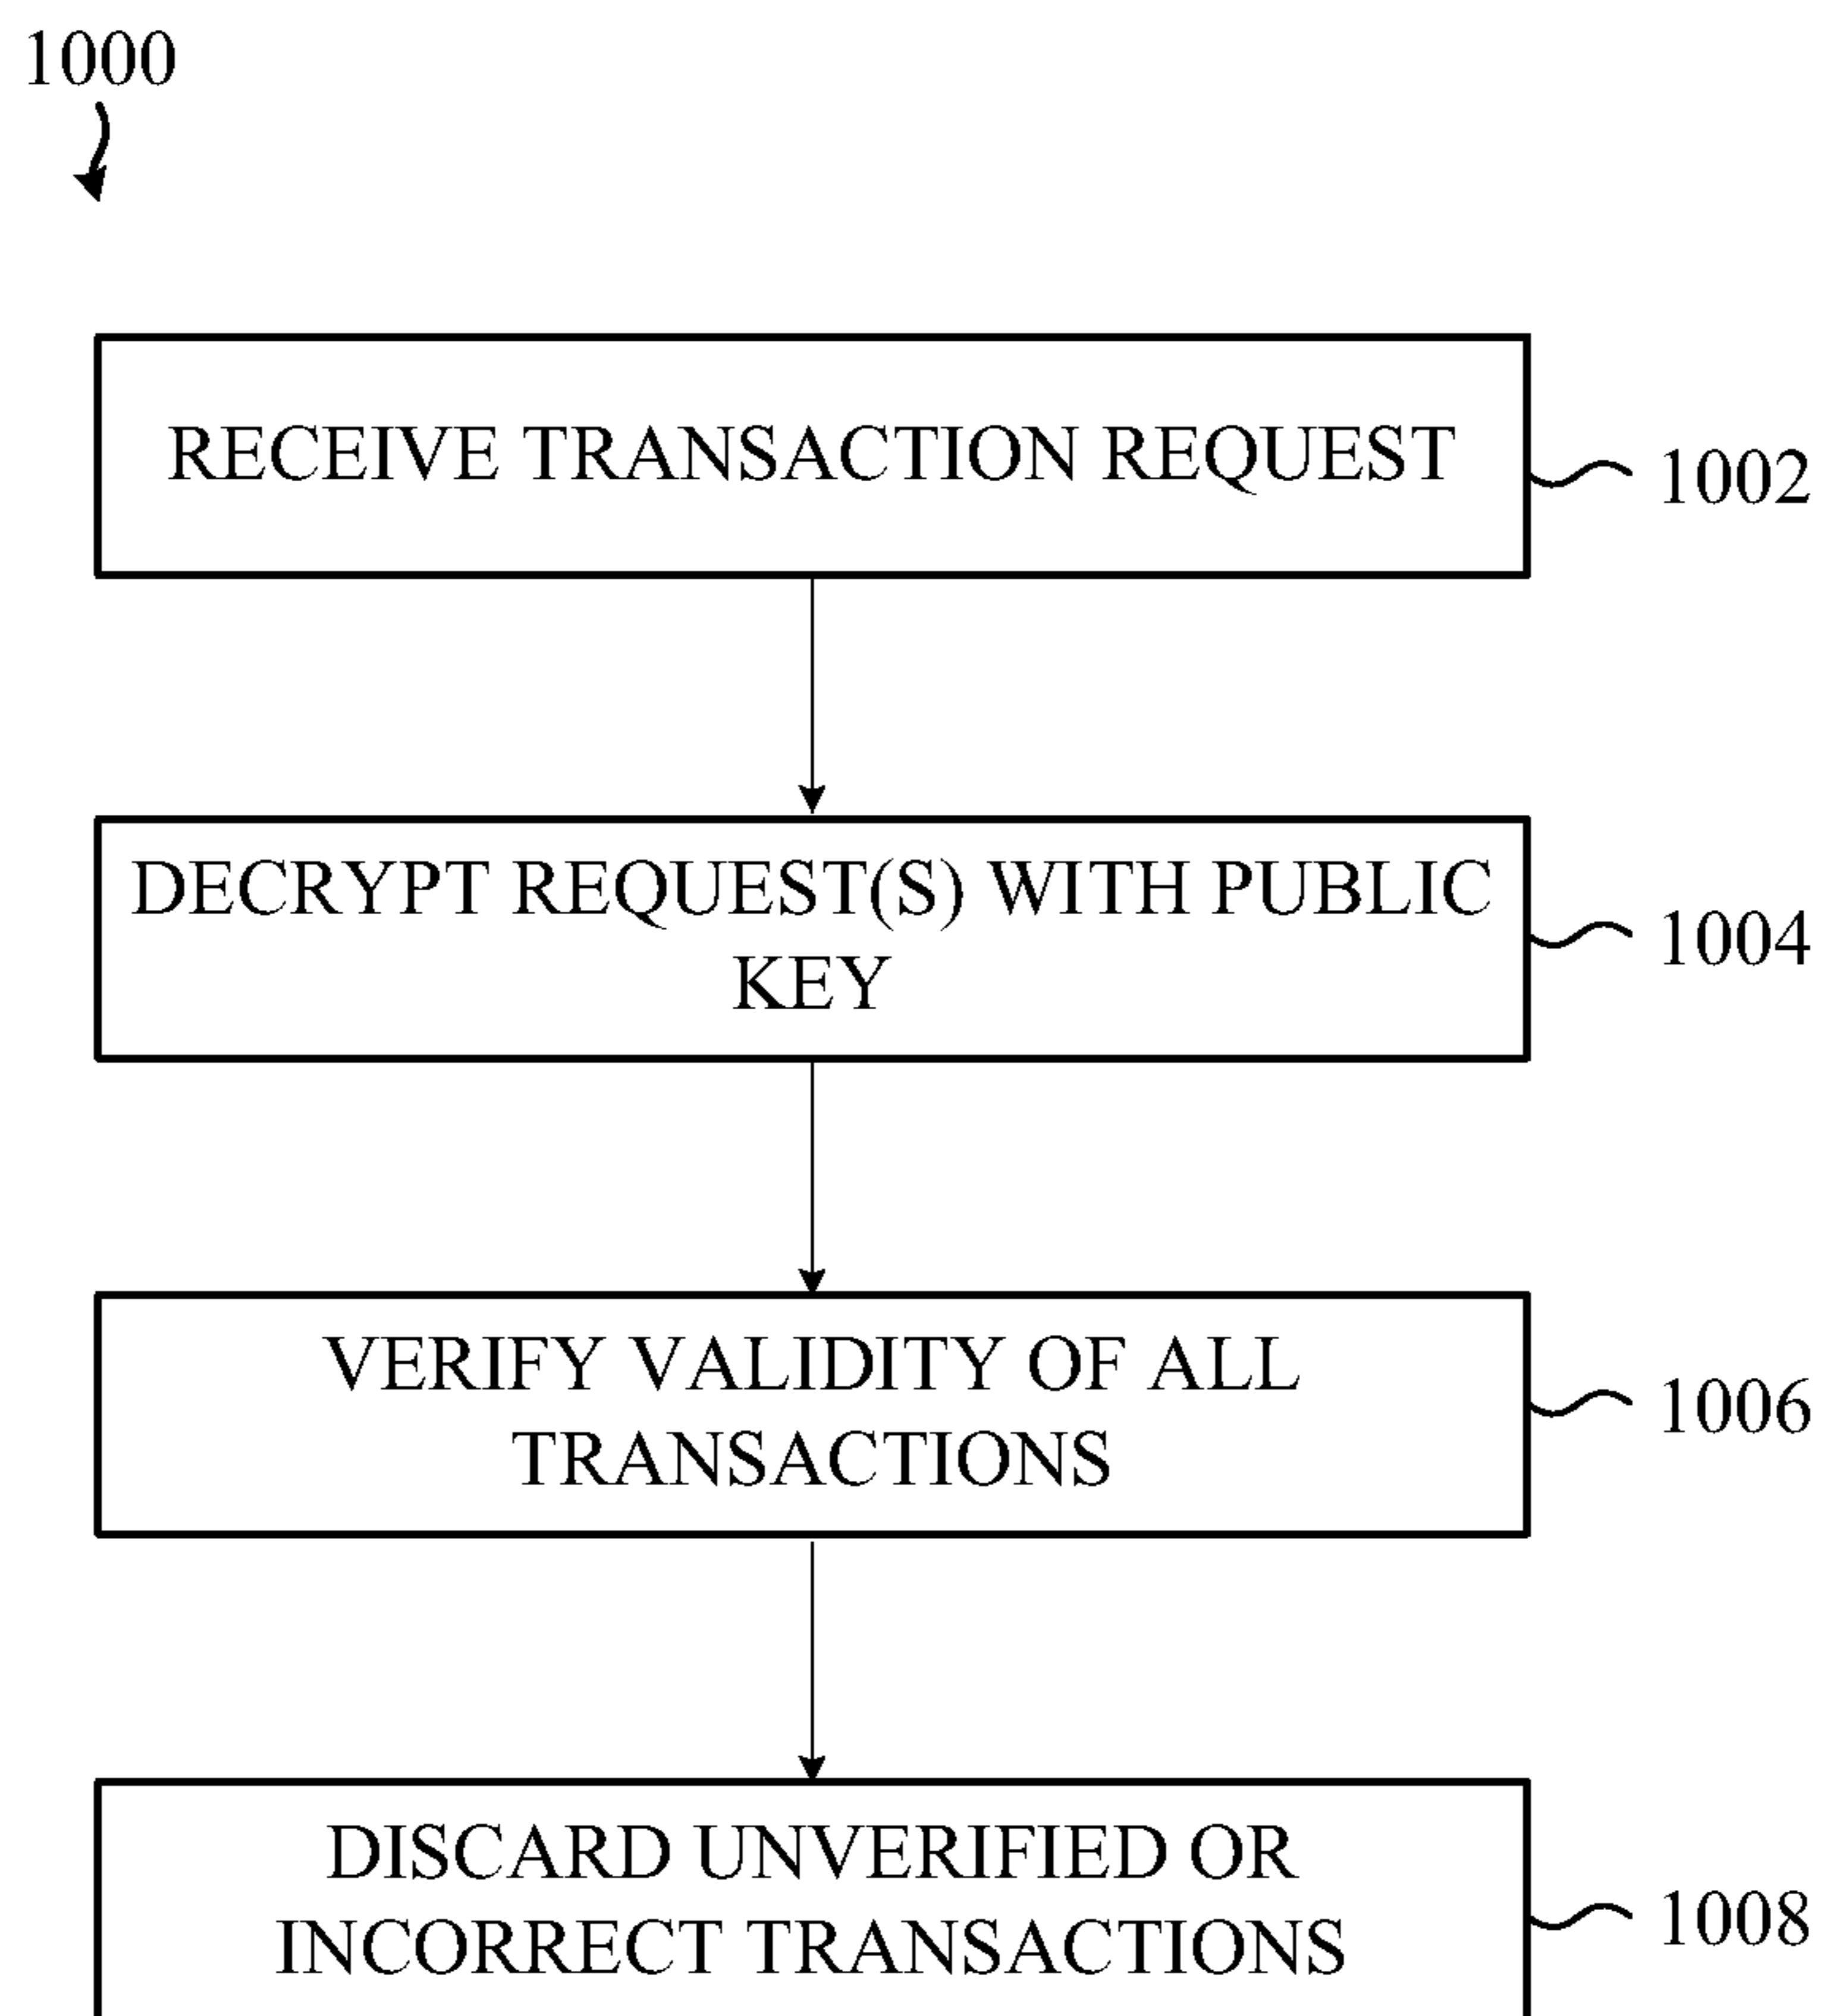 1000
RECEIVE TRANSACTION REQUEST
1002
DECRYPT REQUEST(S) WITH PUBLIC
KEY
1004
VERIFY VALIDITY OF ALL
TRANSACTIONS
1006
DISCARD UNVERIFIED OR
INCORRECT TRANSACTIONS
1008